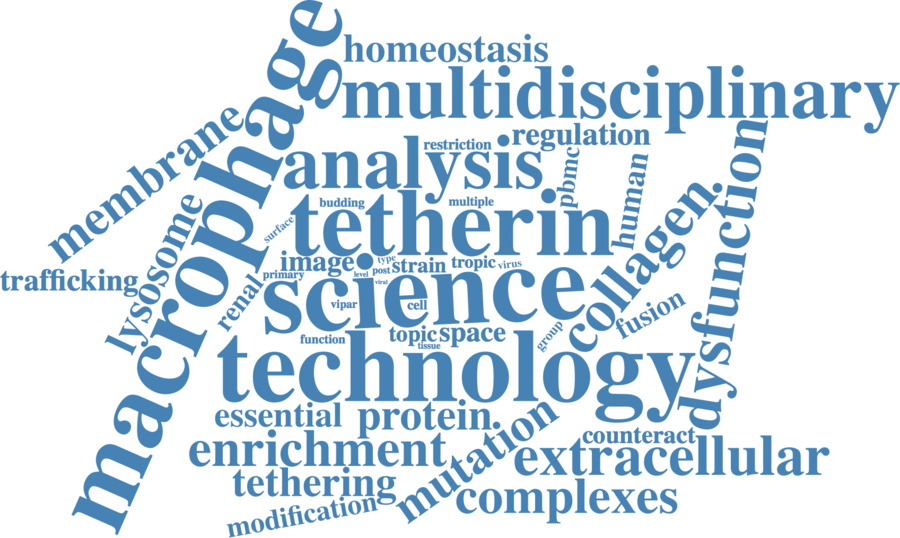 homeostasis
multidisciplinary
macrophage
membrane
regulation
restriction
analysis
pbmc
human
dysfunction
collagen
budding
multiple
tetherin
surface
lysosome
trafficking
image
type
strain
tropic
virus
primary
level
post
viral
renal
science
vipar
cell
fusion
function
topic
space
tissue
group
technology
essential
protein
mutation
counteract
enrichment
extracellular
tethering
complexes
modification